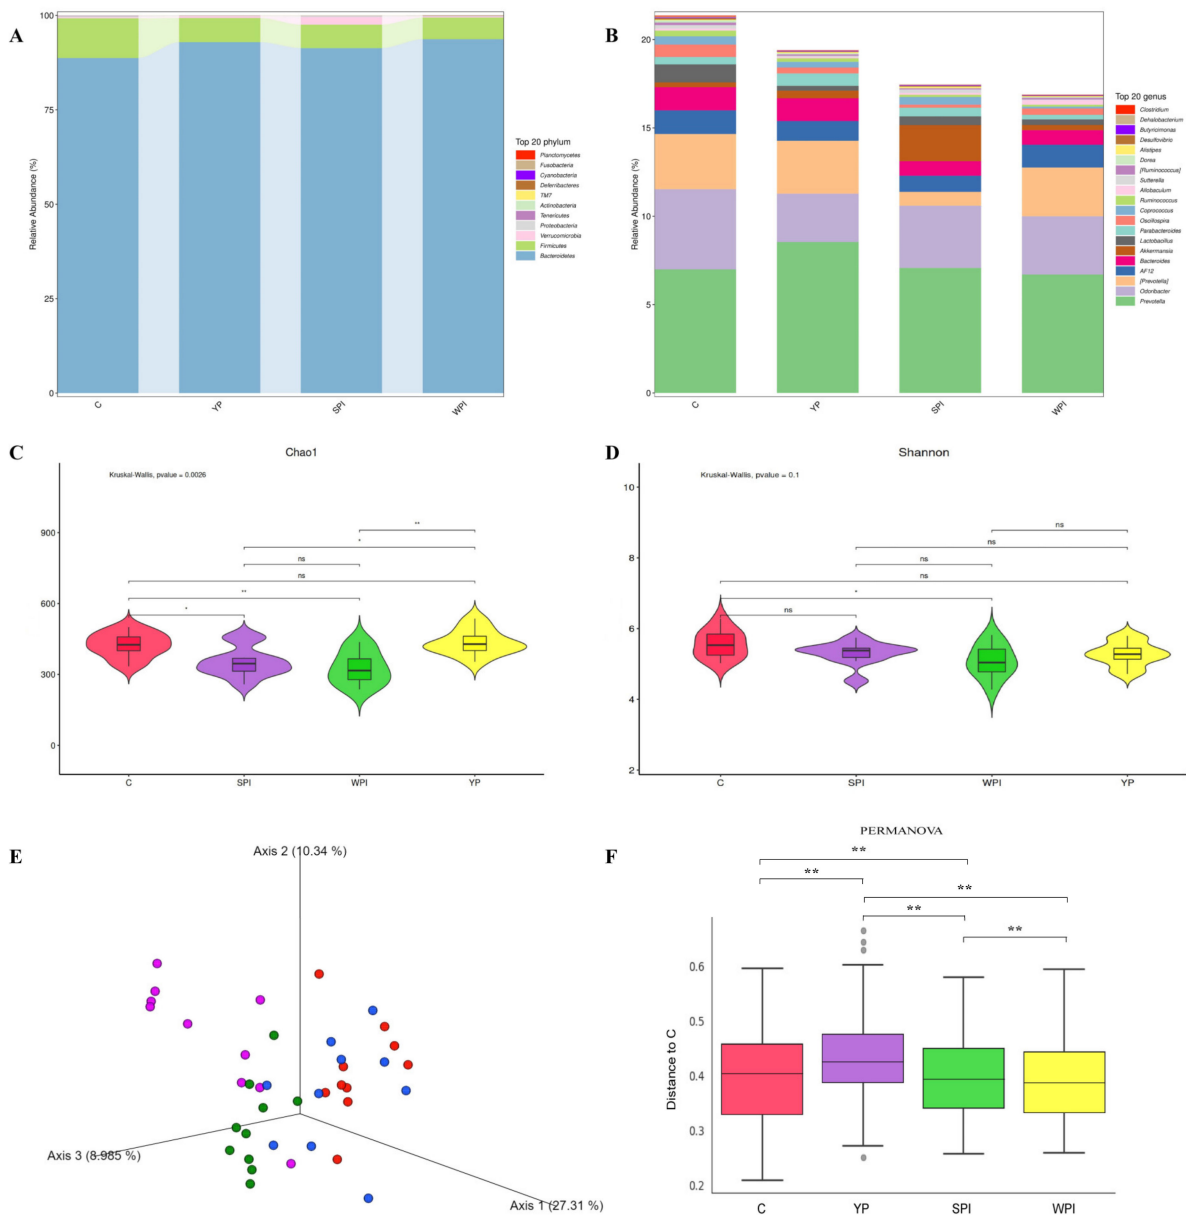 A
100
75
50
25
0
Relative Abundance (%)
C
YP
SPI
WPI
Top 20 phylum
Planctomycetes
Fusobacteria
Cyanobacteria
Deferribacteres
TM7
Actinobacteria
Tenericutes
Proteobacteria
Verrucomicrobia
Firmicutes
Bacteroidetes
B
20
15
10
5
0
Relative Abundance (%)
C
YP
SPI
WPI
Top 20 genus
Clostridium
Dehalobacterium
Butyricimonas
Desulfovibrio
Alistipes
Dorea
[Ruminococcus]
Sutterella
Allobaculum
Ruminococcus
Coprococcus
Oscillospira
Parabacteroides
Lactobacillus
Akkermansia
Bacteroides
AF12
[Prevotella]
Odoribacter
Prevotella
C
Chao1
Kruskal-Wallis, pvalue = 0.0026
900
600
300
0
**
*
ns
ns
**
*
C
SPI
WPI
YP
D
Shannon
Kruskal-Wallis, pvalue = 0.1
10
8
6
4
2
ns
ns
ns
ns
*
ns
C
SPI
WPI
YP
E
Axis 2 (10.34 %)
Axis 3 (8.985 %)
Axis 1 (27.31 %)
F
PERMANOVA
**
**
**
**
**
0.6
0.5
0.4
0.3
0.2
Distance to C
C
YP
SPI
WPI